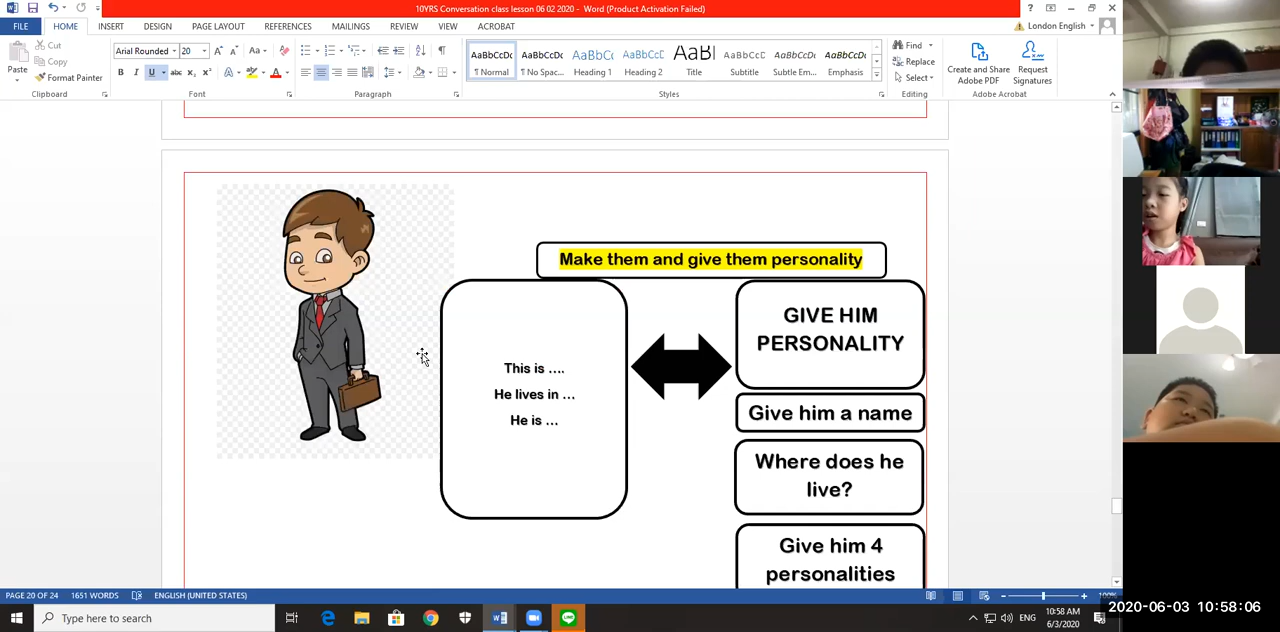 10YRS Conversation class lesson 06 02 2020 - Word (Product Activation Failed)
FILE HOME INSERT DESIGN PAGE LAYOUT REFERENCES MAILINGS REVIEW VIEW ACROBAT London English
Paste Cut Copy Format Painter
Clipboard
Arial Rounded 20
Font
Paragraph
AaBbCcDc ¶ Normal
AaBbCcDc ¶ No Spac...
AaBbCc Heading 1
AaBbCcD Heading 2
AaBl Title
AaBbCcD Subtitle
AaBbCcDc Subtle Em...
AaBbCcDc Emphasis
Styles
Find
Replace
Select
Editing
Create and Share Adobe PDF
Request Signatures
Adobe Acrobat
Make them and give them personality
This is ....
He lives in ...
He is ...
GIVE HIM
PERSONALITY
Give him a name
Where does he
live?
Give him 4
personalities
PAGE 20 OF 24 1651 WORDS ENGLISH (UNITED STATES) 100%
Type here to search
ENG
10:58 AM
6/3/2020
2020-06-03 10:58:06